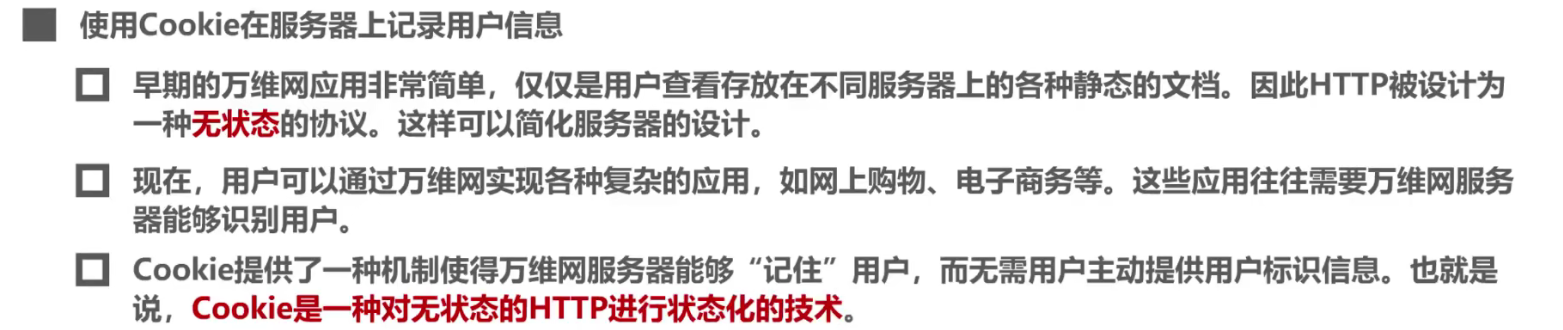 使用Cookie在服务器上记录用户信息
早期的万维网应用非常简单，仅仅是用户查看存放在不同服务器上的各种静态的文档。因此HTTP被设计为
一种无状态的协议。这样可以简化服务器的设计。
现在，用户可以通过万维网实现各种复杂的应用，如网上购物、电子商务等。这些应用往往需要万维网服务
器能够识别用户。
Cookie提供了一种机制使得万维网服务器能够“记住”用户，而无需用户主动提供用户标识信息。也就是
说，Cookie是一种对无状态的HTTP进行状态化的技术。